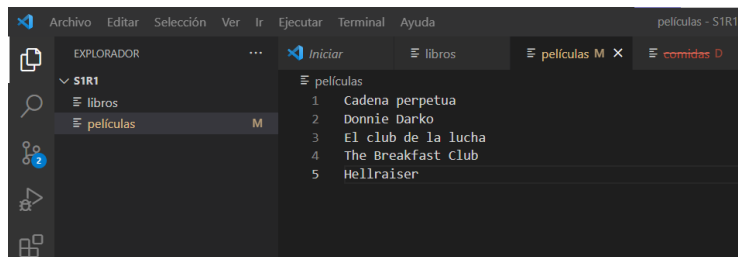 Archivo Editar Selección Ver Ir Ejecutar Terminal Ayuda películas - S1R1
EXPLORADOR ... Iniciar libros películas M comidas D
S1R1
libros
películas M
películas
1 Cadena perpetua
2 Donnie Darko
3 El club de la lucha
4 The Breakfast Club
5 Hellraiser
2